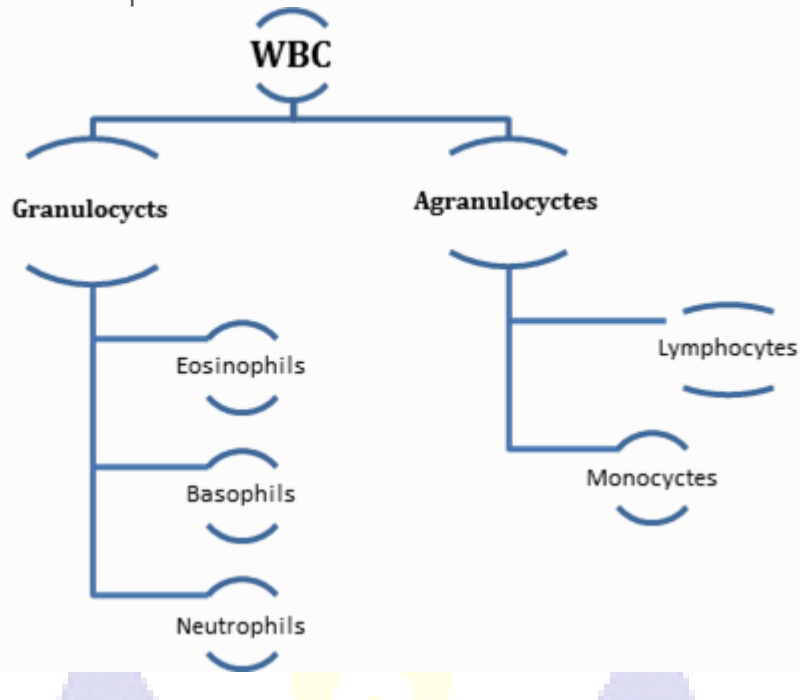 WBC
Granulocycts
Agranulocyctes
Eosinophils
Lymphocytes
Basophils
Monocyctes
Neutrophils